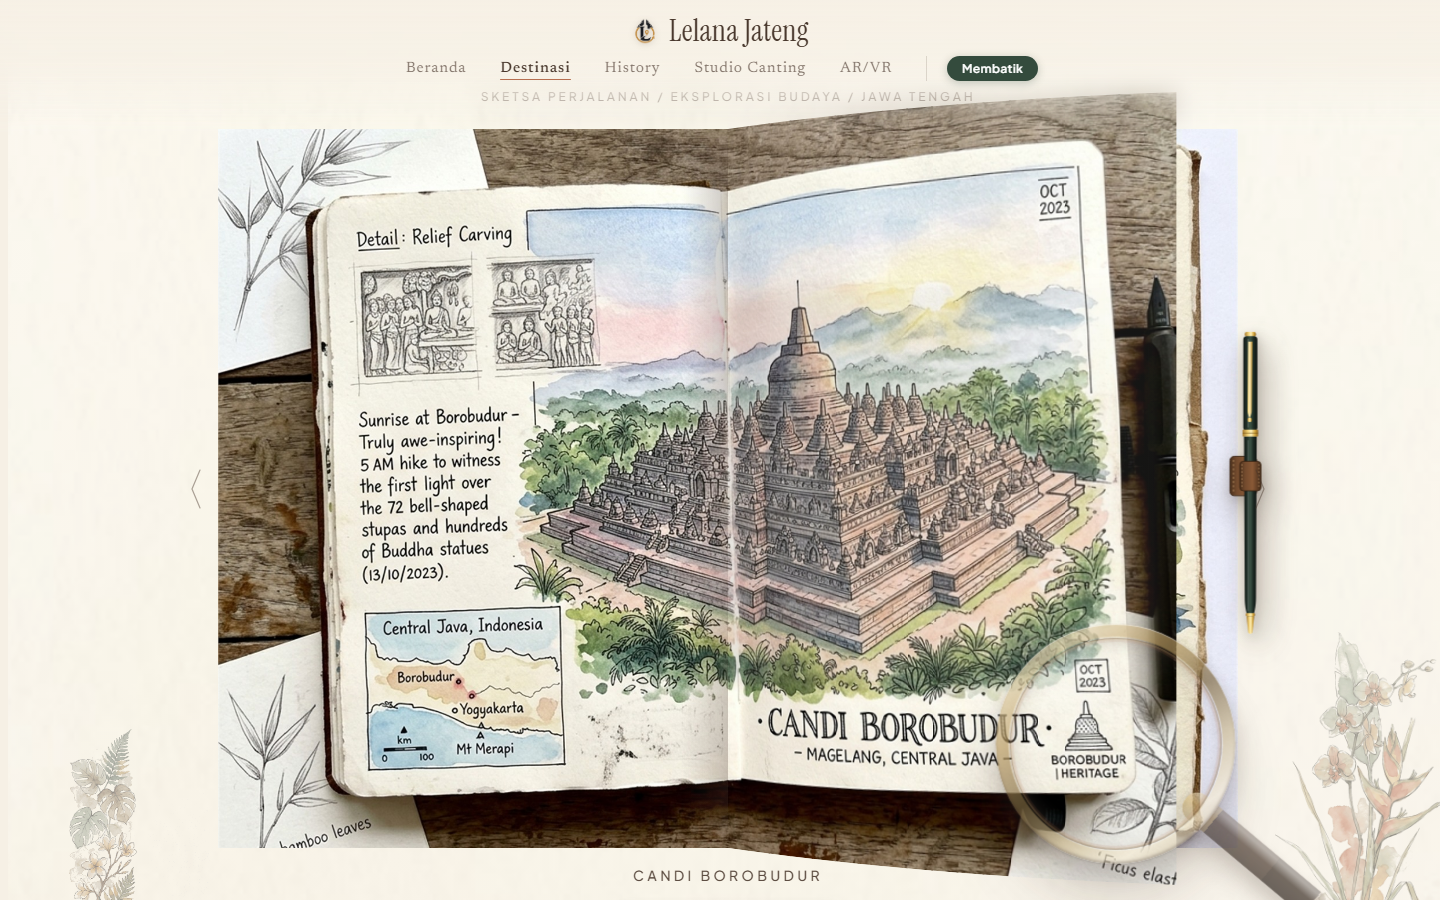 Lelana Jateng
Beranda
Destinasi
History
Studio Canting
AR/VR
Membatik
SKETSA PERJALANAN / EKSPLORASI BUDAYA / JAWA TENGAH
Detail: Relief Carving
Sunrise at Borobudur –
Truly awe-inspiring!
5 AM hike to witness
the first light over
the 72 bell-shaped
stupas and hundreds
of Buddha statues
(13/10/2023).
Central Java, Indonesia
Borobudur
Yogyakarta
Mt Merapi
km
0 100
bamboo leaves
OCT
2023
· CANDI BOROBUDUR ·
– MAGELANG, CENTRAL JAVA –
OCT
2023
BOROBUDUR
HERITAGE
"Ficus elast
CANDI BOROBUDUR